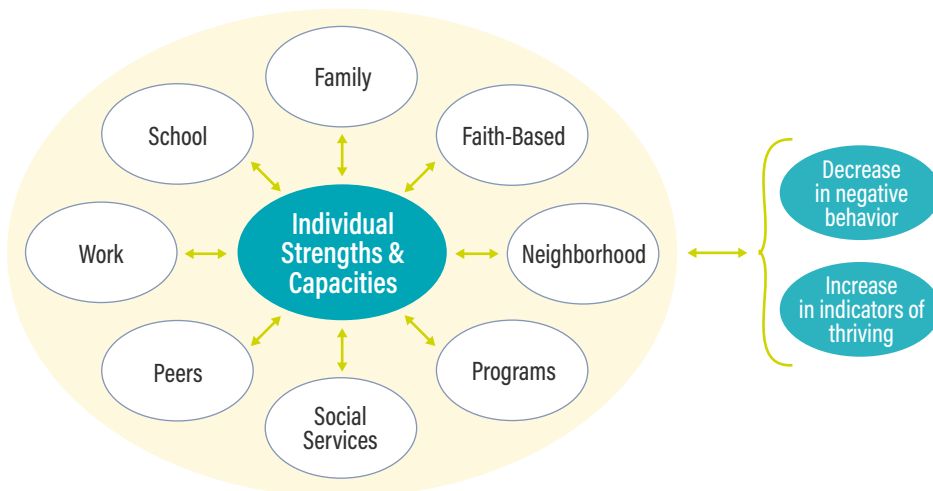 Family
School
Faith-Based
Individual
Strengths &
Capacities
Work
Neighborhood
Peers
Programs
Social
Services
Decrease
in negative
behavior
Increase
in indicators of
thriving